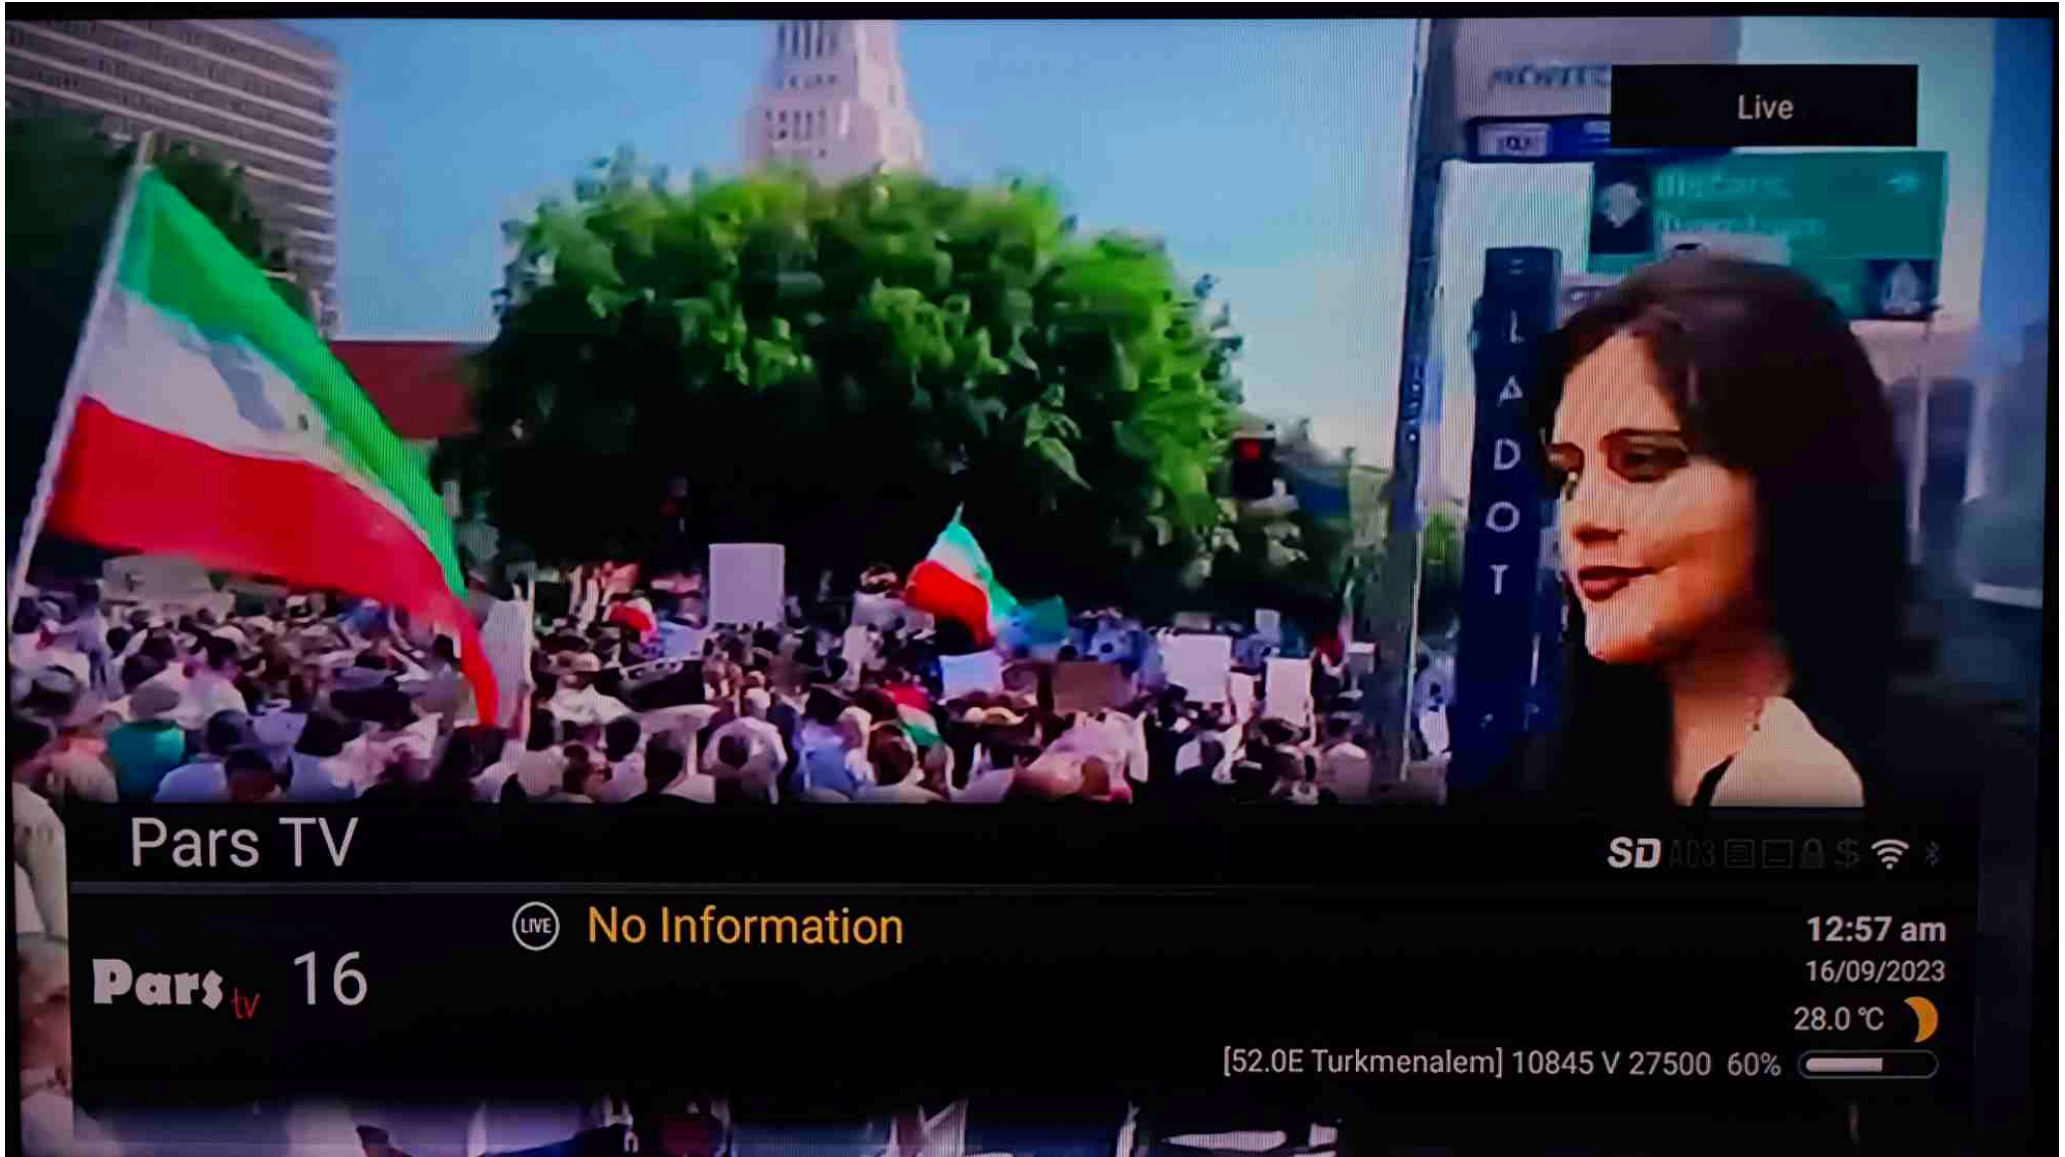 Live
L
A
D
O
T
Pars TV
SD AC3 $
LIVE No Information
12:57 am
Pars tv 16
16/09/2023
28.0 °C
[52.0E Turkmenalem] 10845 V 27500 60%